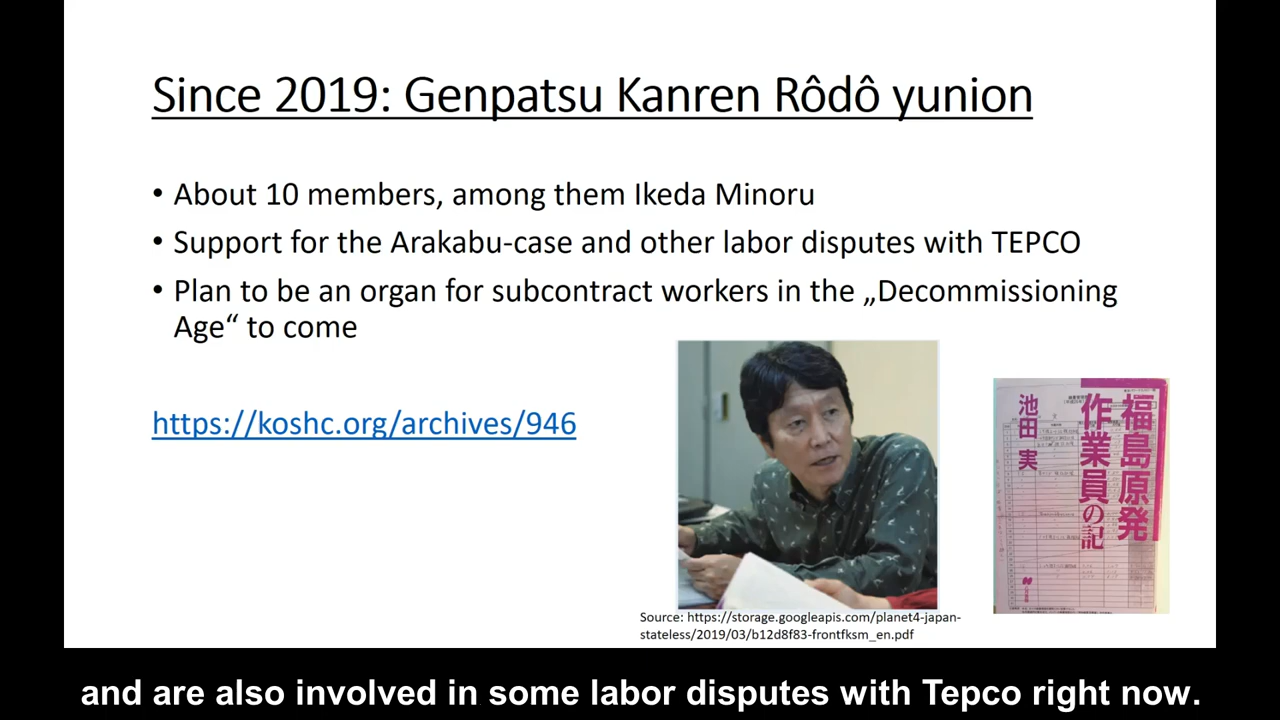 Since 2019: Genpatsu Kanren Rôdô yunion
• About 10 members, among them Ikeda Minoru
• Support for the Arakabu-case and other labor disputes with TEPCO
• Plan to be an organ for subcontract workers in the „Decommissioning
Age“ to come
https://koshc.org/archives/946
福島原発
作業員の記
池田 実
Source: https://storage.googleapis.com/planet4-japan-
stateless/2019/03/b12d8f83-frontfksm_en.pdf
and are also involved in some labor disputes with Tepco right now.